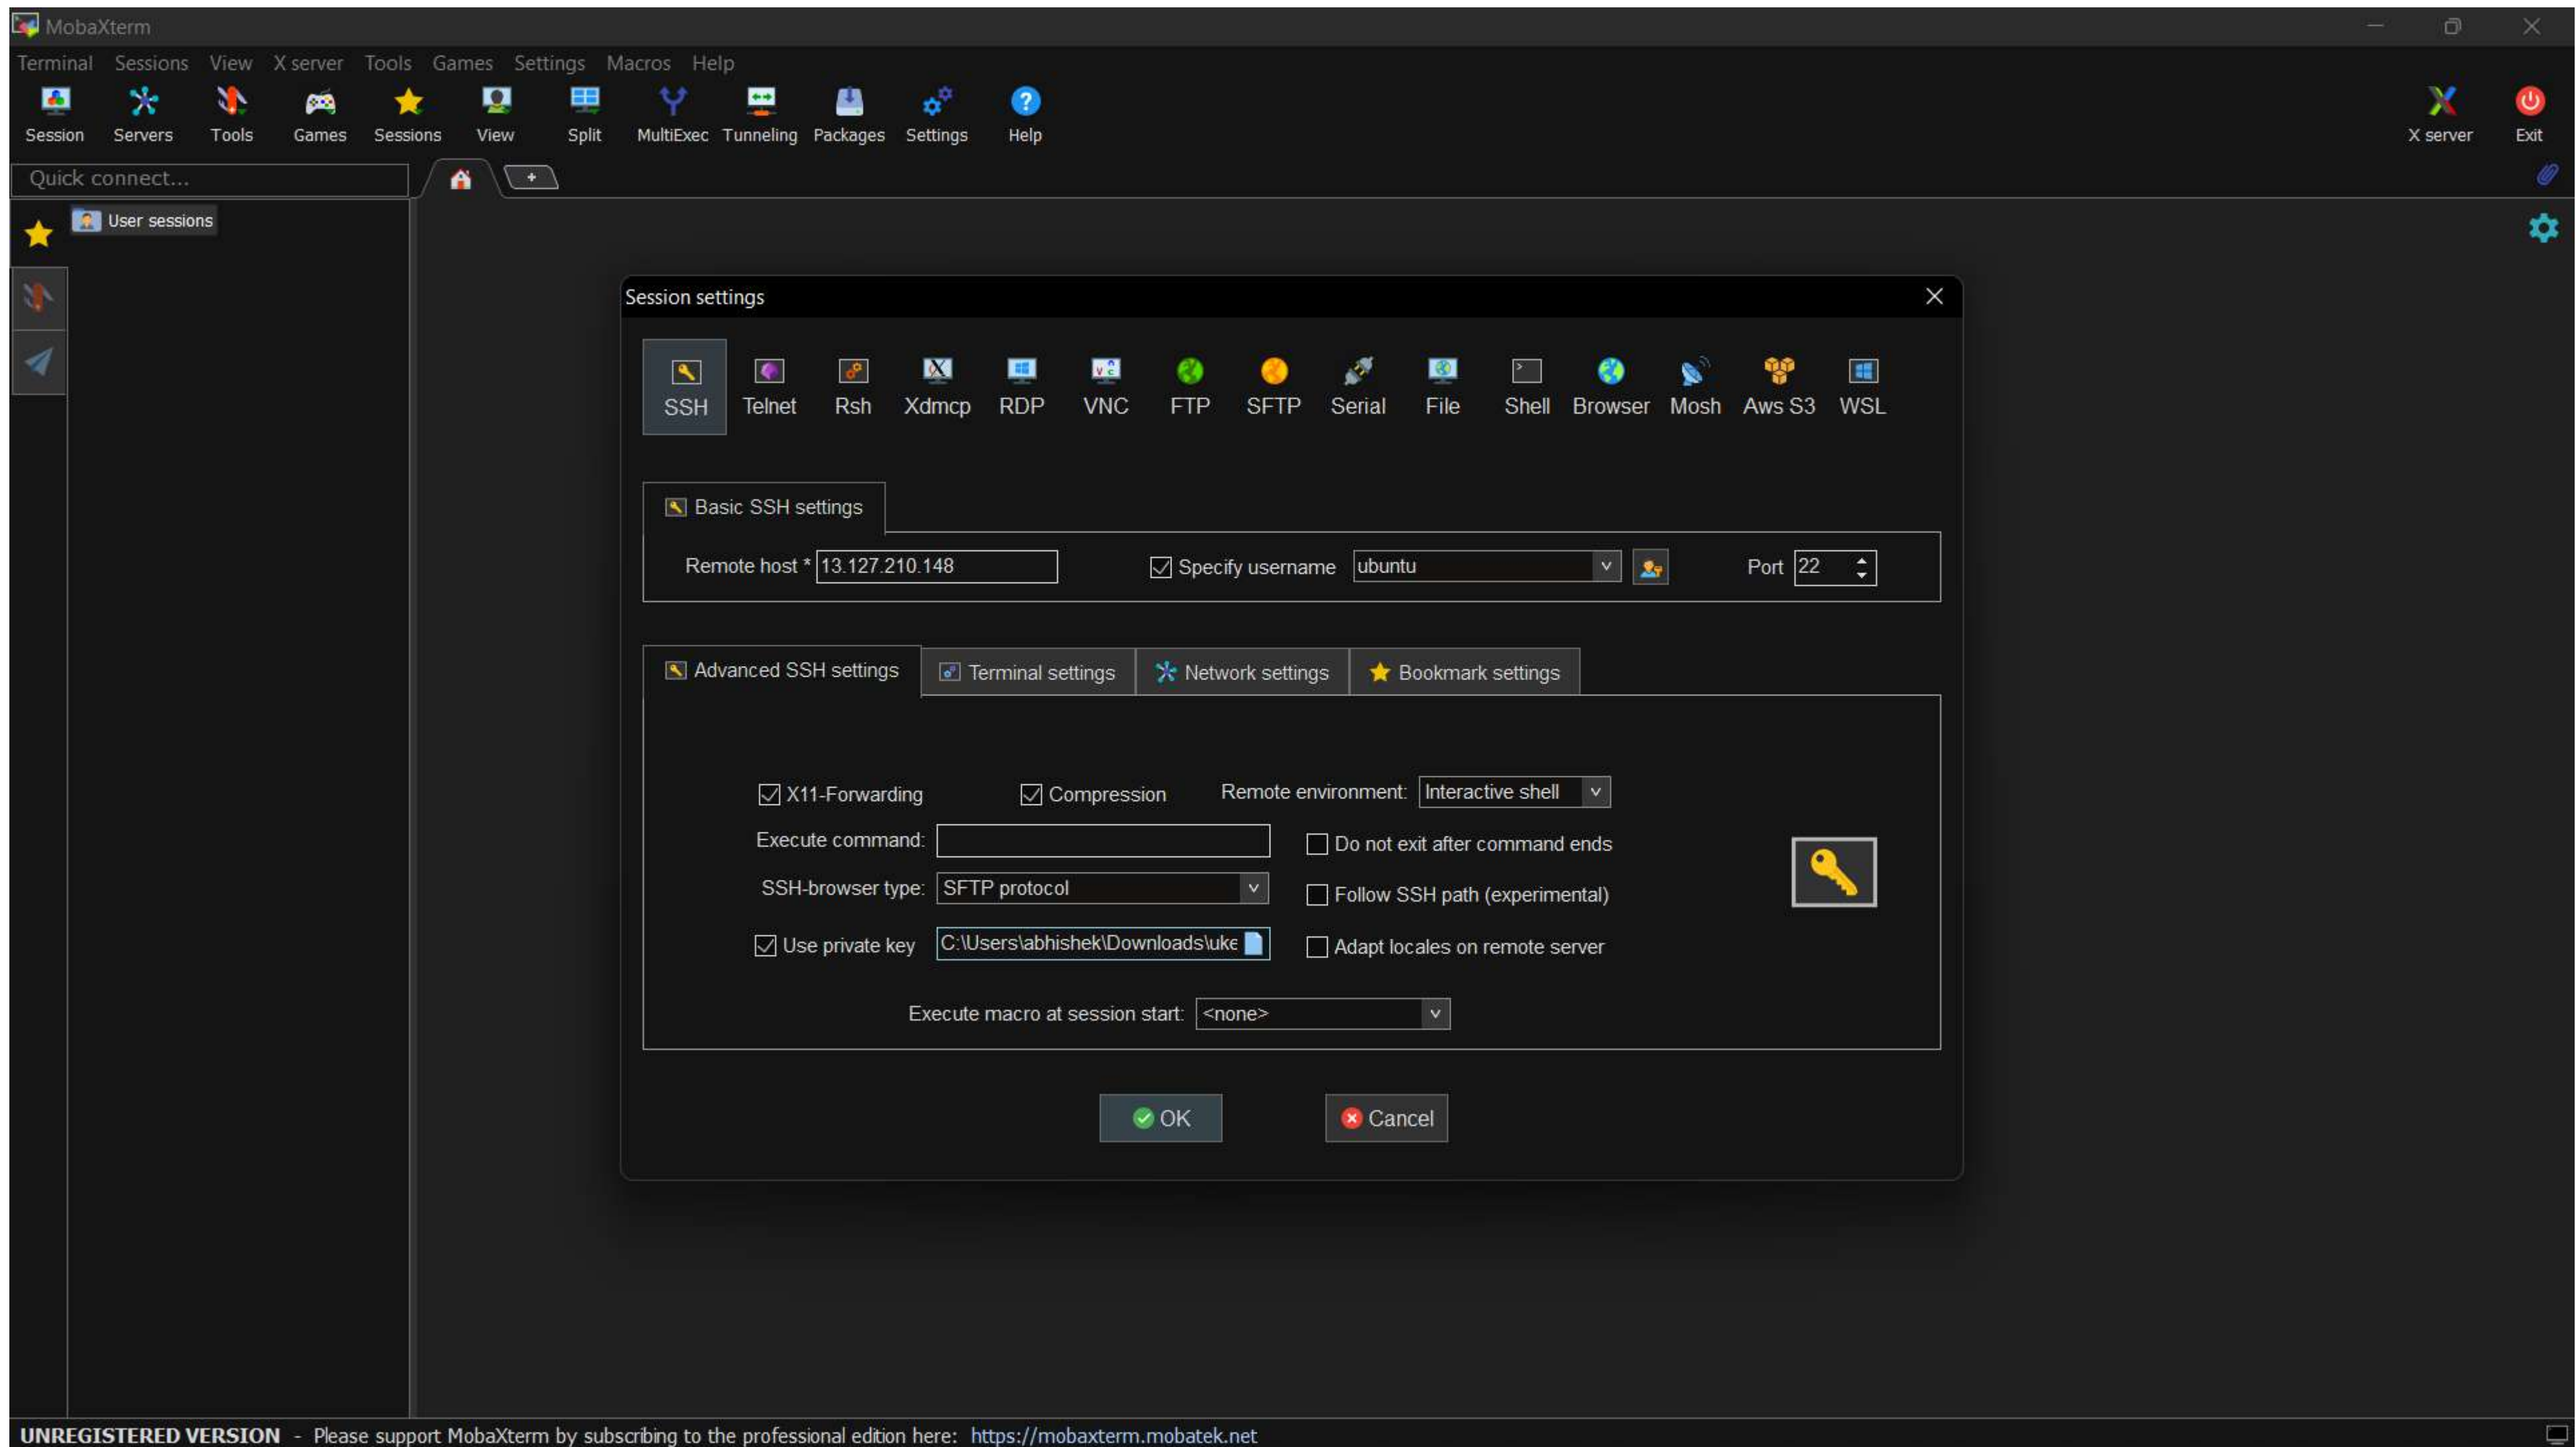 MobaXterm
Terminal Sessions View X server Tools Games Settings Macros Help
Session Servers Tools Games Sessions View Split MultiExec Tunneling Packages Settings Help X server Exit
Quick connect...
User sessions
Session settings
SSH Telnet Rsh Xdmcp RDP VNC FTP SFTP Serial File Shell Browser Mosh Aws S3 WSL
Basic SSH settings
Remote host * 13.127.210.148 Specify username ubuntu Port 22
Advanced SSH settings Terminal settings Network settings Bookmark settings
X11-Forwarding Compression Remote environment: Interactive shell
Execute command: Do not exit after command ends
SSH-browser type: SFTP protocol Follow SSH path (experimental)
Use private key C:\Users\abhishek\Downloads\uke Adapt locales on remote server
Execute macro at session start: <none>
OK Cancel
UNREGISTERED VERSION - Please support MobaXterm by subscribing to the professional edition here: https://mobaxterm.mobatek.net